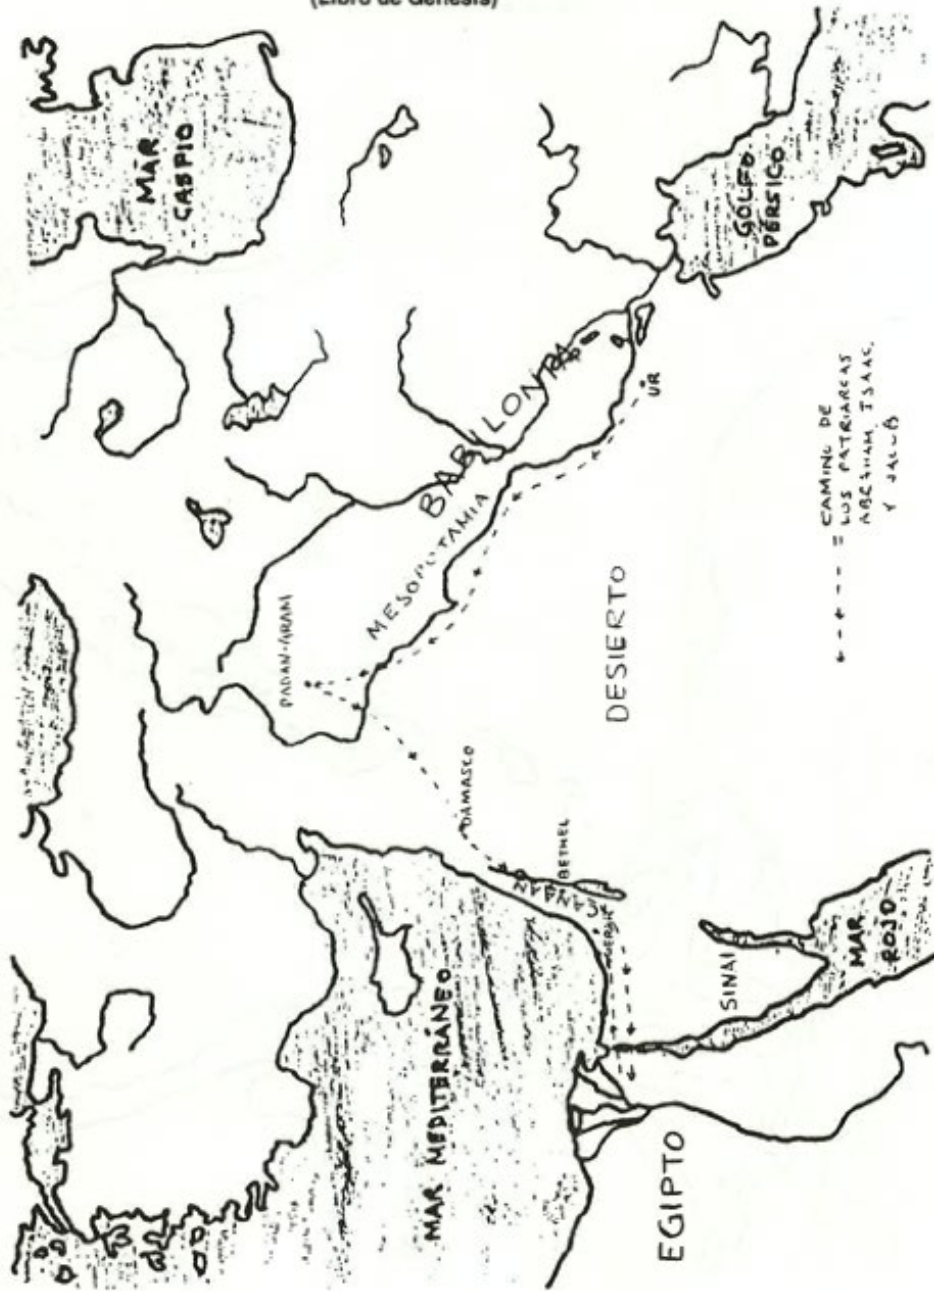 (Libro de Génesis)
MAR
CASPIO
GOLFO
PÉRSICO
BABILONIA
MESOPOTAMIA
UR
PADAN-ARAM
DESIERTO
DAMASCO
BETHEL
CANAÁN
MAR MEDITERRÁNEO
SINAI
MAR
ROJO
EGIPTO
= CAMINO DE
LOS PATRIARCAS
ABRAHAM, ISAAC,
Y JACOB